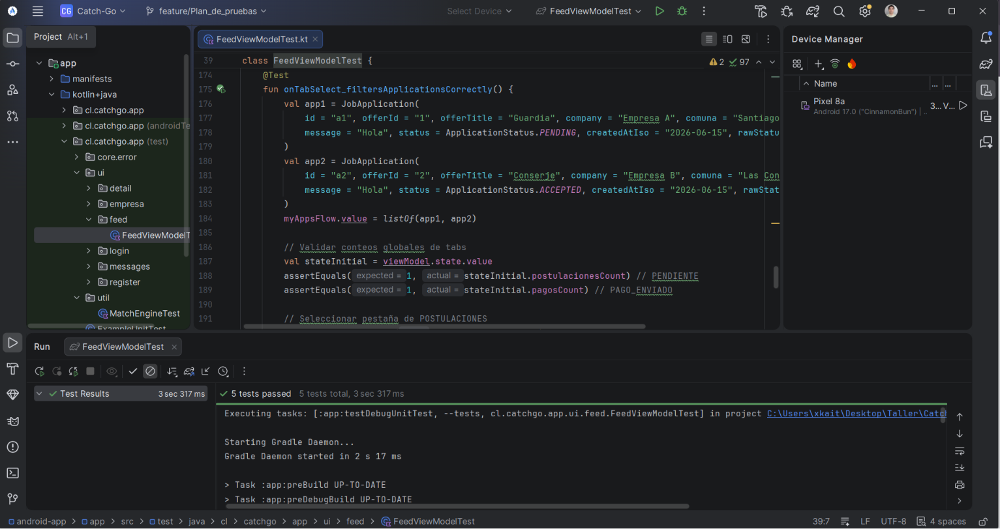 CG Catch-Go feature/Plan_de_pruebas Select Device FeedViewModelTest
Project Alt+1
app
manifests
kotlin+java
cl.catchgo.app
cl.catchgo.app (androidTe
cl.catchgo.app (test)
core.error
ui
detail
empresa
feed
FeedViewModelT
login
messages
register
util
MatchEngineTest
ExampleUnitTest
FeedViewModelTest.kt
2 97
39 class FeedViewModelTest {
174 @Test
175 fun onTabSelect_filtersApplicationsCorrectly() {
176 val app1 = JobApplication(
177 id = "a1", offerId = "1", offerTitle = "Guardia", company = "Empresa A", comuna = "Santiago
178 message = "Hola", status = ApplicationStatus.PENDING, createdAtIso = "2026-06-15", rawStatu
179 )
180 val app2 = JobApplication(
181 id = "a2", offerId = "2", offerTitle = "Conserje", company = "Empresa B", comuna = "Las Con
182 message = "Hola", status = ApplicationStatus.ACCEPTED, createdAtIso = "2026-06-15", rawStat
183 )
184 myAppsFlow.value = listOf(app1, app2)
185
186 // Validar conteos globales de tabs
187 val stateInitial = viewModel.state.value
188 assertEquals( expected = 1, actual = stateInitial.postulacionesCount) // PENDIENTE
189 assertEquals( expected = 1, actual = stateInitial.pagosCount) // PAGO_ENVIADO
190
191 // Seleccionar pestaña de POSTULACIONES
Device Manager
Name ... ...
Pixel 8a 3... V...
Android 17.0 ("CinnamonBun") | ..
Run FeedViewModelTest
Test Results 3 sec 317 ms
5 tests passed 5 tests total, 3 sec 317 ms
Executing tasks: [:app:testDebugUnitTest, --tests, cl.catchgo.app.ui.feed.FeedViewModelTest] in project C:\Users\xkait\Desktop\Taller\Catc
Starting Gradle Daemon...
Gradle Daemon started in 2 s 17 ms
> Task :app:preBuild UP-TO-DATE
> Task :app:preDebugBuild UP-TO-DATE
android-app > app > src > test > java > cl > catchgo > app > ui > feed > FeedViewModelTest
39:7 LF UTF-8 4 spaces